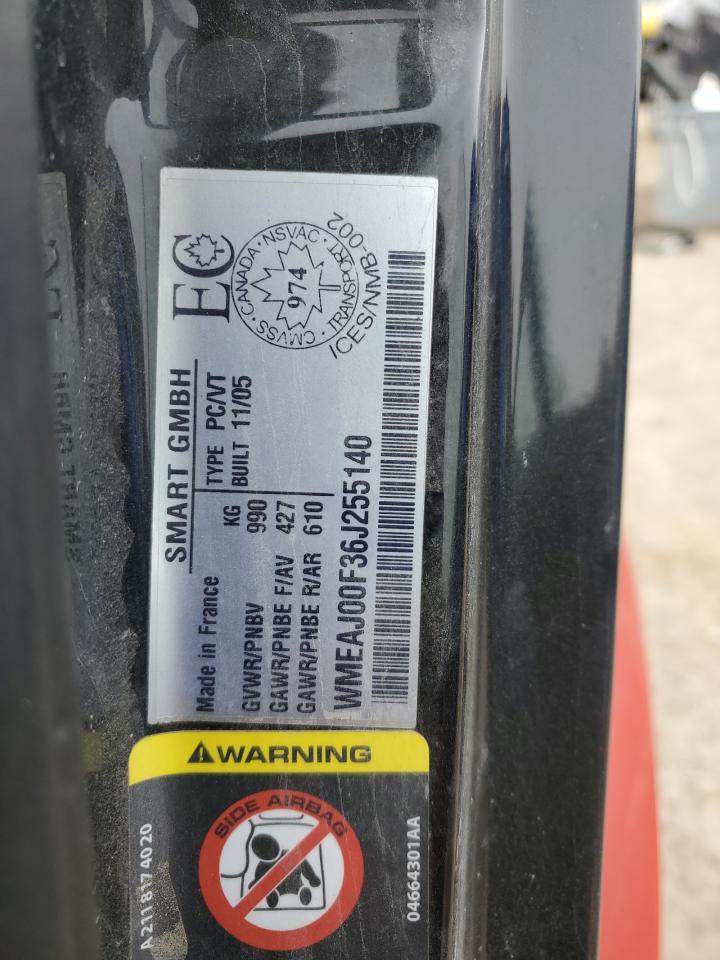 SMART GMBH
EC
CMVSS · CANADA · NSVAC · TRANSPORT
974
ICES/NMB-002
Made in France
KG
TYPE PC/VT
GVWR/PNBV 990
BUILT 11/05
GAWR/PNBE F/AV 427
GAWR/PNBE R/AR 610
WMEAJ00F36J255140
WARNING
SIDE AIRBAG
A2118174020
04664301AA